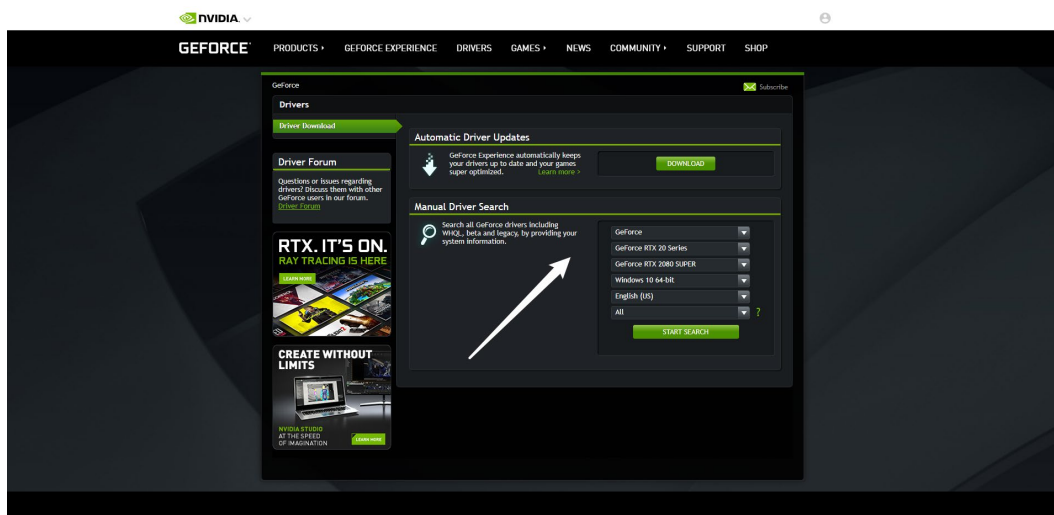 NVIDIA.
GEFORCE
PRODUCTS
GEFORCE EXPERIENCE
DRIVERS
GAMES
NEWS
COMMUNITY
SUPPORT
SHOP
GeForce
Subscribe
Drivers
Driver Download
Driver Forum
Questions or issues regarding
drivers? Discuss them with other
GeForce users in our forum.
Driver Forum
RTX. IT'S ON.
RAY TRACING IS HERE
LEARN MORE
CREATE WITHOUT
LIMITS
NVIDIA STUDIO
AT THE SPEED
OF IMAGINATION
LEARN MORE
Automatic Driver Updates
GeForce Experience automatically keeps
your drivers up to date and your games
super optimized. Learn more >
DOWNLOAD
Manual Driver Search
Search all GeForce drivers including
WHQL, beta and legacy, by providing your
system information.
GeForce
GeForce RTX 20 Series
GeForce RTX 2080 SUPER
Windows 10 64-bit
English (US)
All
?
START SEARCH